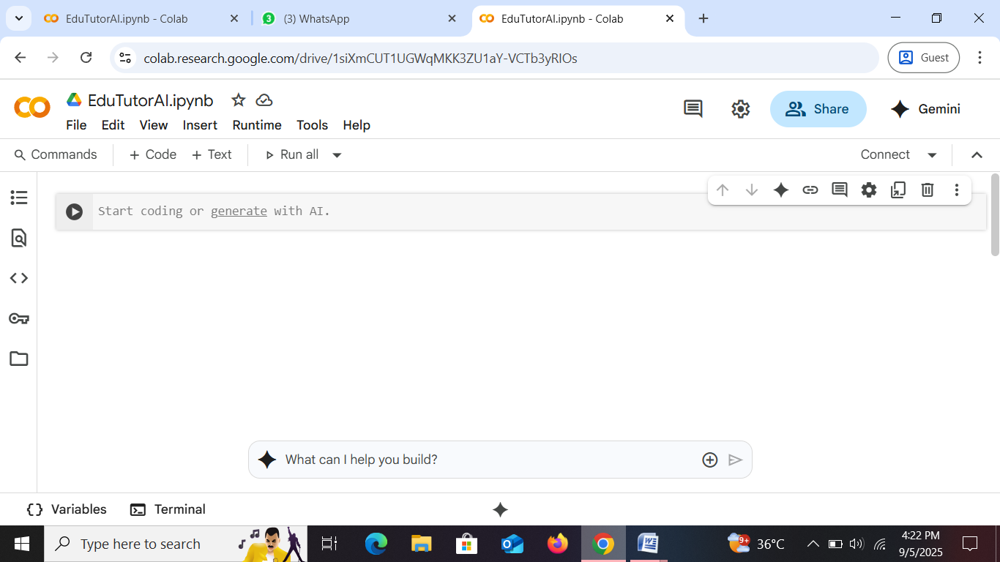 EduTutorAI.ipynb - Colab
3
(3) WhatsApp
EduTutorAI.ipynb - Colab
colab.research.google.com/drive/1siXmCUT1UGWqMKK3ZU1aY-VCTb3yRIOs
Guest
EduTutorAI.ipynb
File Edit View Insert Runtime Tools Help
Share
Gemini
Commands + Code + Text Run all
Connect
Start coding or generate with AI.
What can I help you build?
{} Variables
Terminal
Type here to search
9+
36°C
4:22 PM
9/5/2025